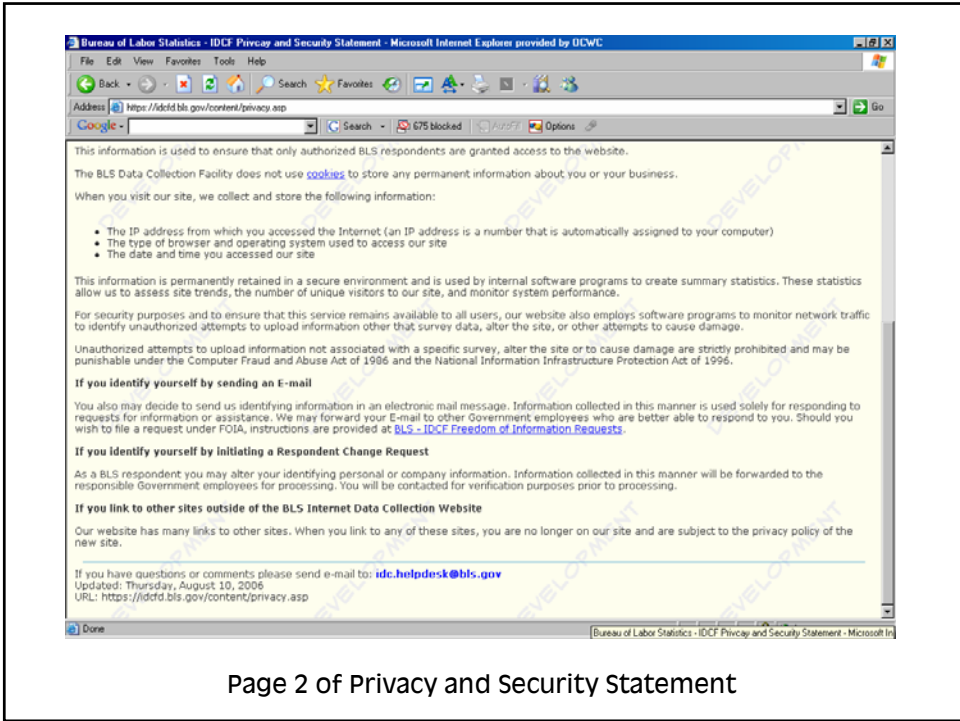 Bureau of Labor Statistics - IDCF Privcay and Security Statement - Microsoft Internet Explorer provided by OCWC
File Edit View Favorites Tools Help
Back Search Favorites
Address https://idcfd.bls.gov/content/privacy.asp Go
Google - Search 675 blocked AutoFill Options
This information is used to ensure that only authorized BLS respondents are granted access to the website.
The BLS Data Collection Facility does not use cookies to store any permanent information about you or your business.
When you visit our site, we collect and store the following information:
• The IP address from which you accessed the Internet (an IP address is a number that is automatically assigned to your computer)
• The type of browser and operating system used to access our site
• The date and time you accessed our site
This information is permanently retained in a secure environment and is used by internal software programs to create summary statistics. These statistics
allow us to assess site trends, the number of unique visitors to our site, and monitor system performance.
For security purposes and to ensure that this service remains available to all users, our website also employs software programs to monitor network traffic
to identify unauthorized attempts to upload information other that survey data, alter the site, or other attempts to cause damage.
Unauthorized attempts to upload information not associated with a specific survey, alter the site or to cause damage are strictly prohibited and may be
punishable under the Computer Fraud and Abuse Act of 1986 and the National Information Infrastructure Protection Act of 1996.
If you identify yourself by sending an E-mail
You also may decide to send us identifying information in an electronic mail message. Information collected in this manner is used solely for responding to
requests for information or assistance. We may forward your E-mail to other Government employees who are better able to respond to you. Should you
wish to file a request under FOIA, instructions are provided at BLS - IDCF Freedom of Information Requests.
If you identify yourself by initiating a Respondent Change Request
As a BLS respondent you may alter your identifying personal or company information. Information collected in this manner will be forwarded to the
responsible Government employees for processing. You will be contacted for verification purposes prior to processing.
If you link to other sites outside of the BLS Internet Data Collection Website
Our website has many links to other sites. When you link to any of these sites, you are no longer on our site and are subject to the privacy policy of the
new site.
If you have questions or comments please send e-mail to: idc.helpdesk@bls.gov
Updated: Thursday, August 10, 2006
URL: https://idcfd.bls.gov/content/privacy.asp
Done
Bureau of Labor Statistics - IDCF Privcay and Security Statement - Microsoft In
Page 2 of Privacy and Security Statement